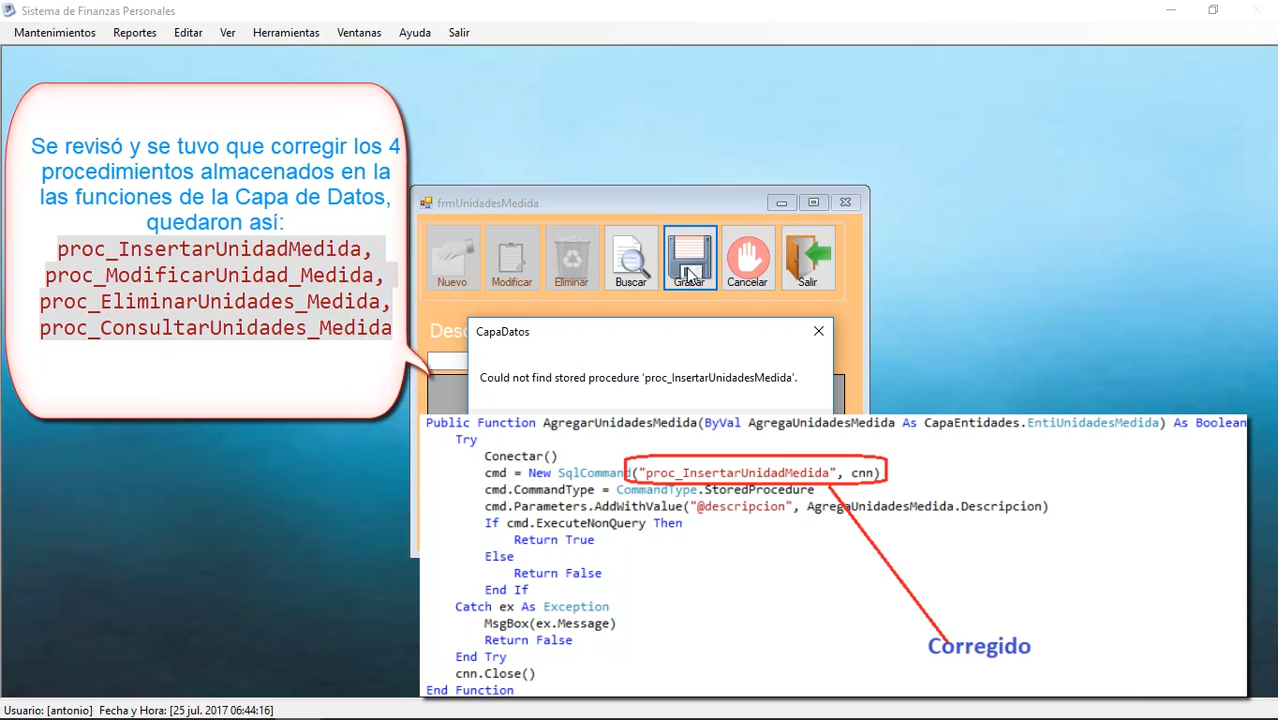 Sistema de Finanzas Personales
Mantenimientos Reportes Editar Ver Herramientas Ventanas Ayuda Salir
Se revisó y se tuvo que corregir los 4
procedimientos almacenados en la
las funciones de la Capa de Datos,
quedaron así:
proc_InsertarUnidadMedida,
proc_ModificarUnidad_Medida,
proc_EliminarUnidades_Medida,
proc_ConsultarUnidades_Medida
frmUnidadesMedida
Nuevo Modificar Eliminar Buscar Grabar Cancelar Salir
CapaDatos
Could not find stored procedure 'proc_InsertarUnidadesMedida'.
Public Function AgregarUnidadesMedida(ByVal AgregaUnidadesMedida As CapaEntidades.EntiUnidadesMedida) As Boolean
Try
Conectar()
cmd = New SqlCommand("proc_InsertarUnidadMedida", cnn)
cmd.CommandType = CommandType.StoredProcedure
cmd.Parameters.AddWithValue("@descripcion", AgregaUnidadesMedida.Descripcion)
If cmd.ExecuteNonQuery Then
Return True
Else
Return False
End If
Catch ex As Exception
MsgBox(ex.Message)
Return False
End Try
cnn.Close()
End Function
Corregido
Usuario: [antonio] Fecha y Hora: [25 jul. 2017 06:44:16]